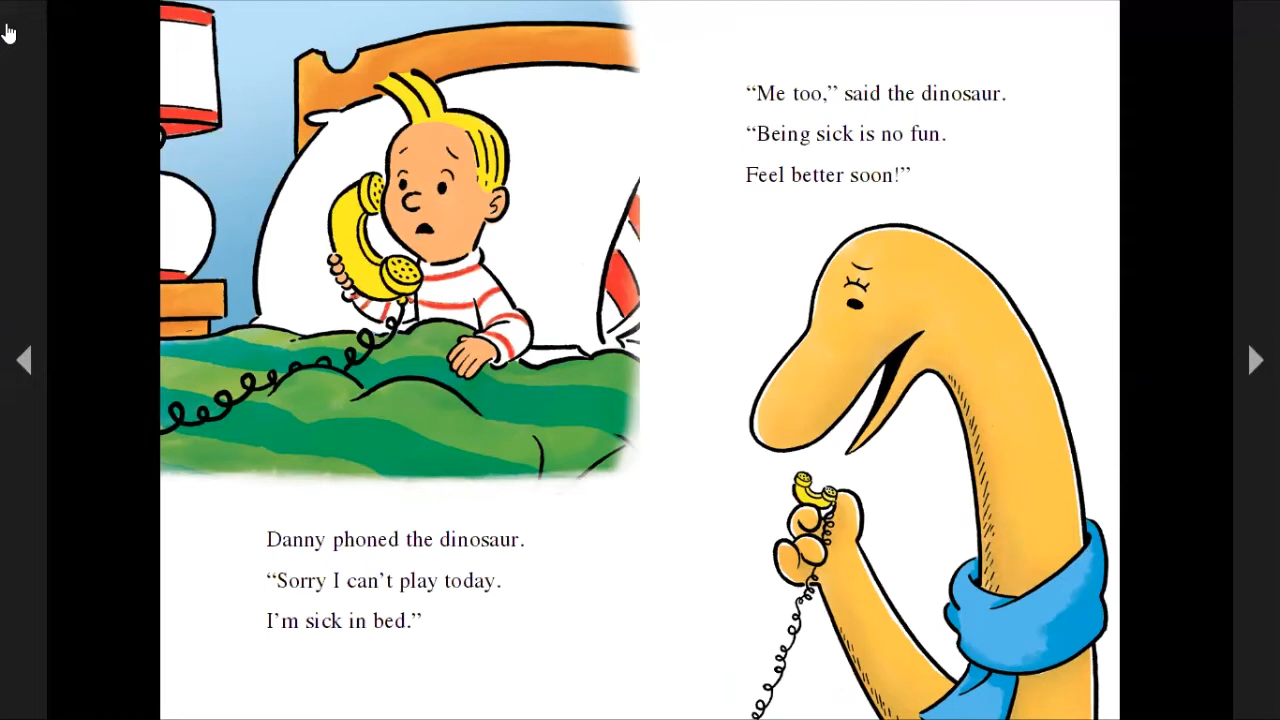 Danny phoned the dinosaur.
“Sorry I can’t play today.
I’m sick in bed.”
“Me too,” said the dinosaur.
“Being sick is no fun.
Feel better soon!”